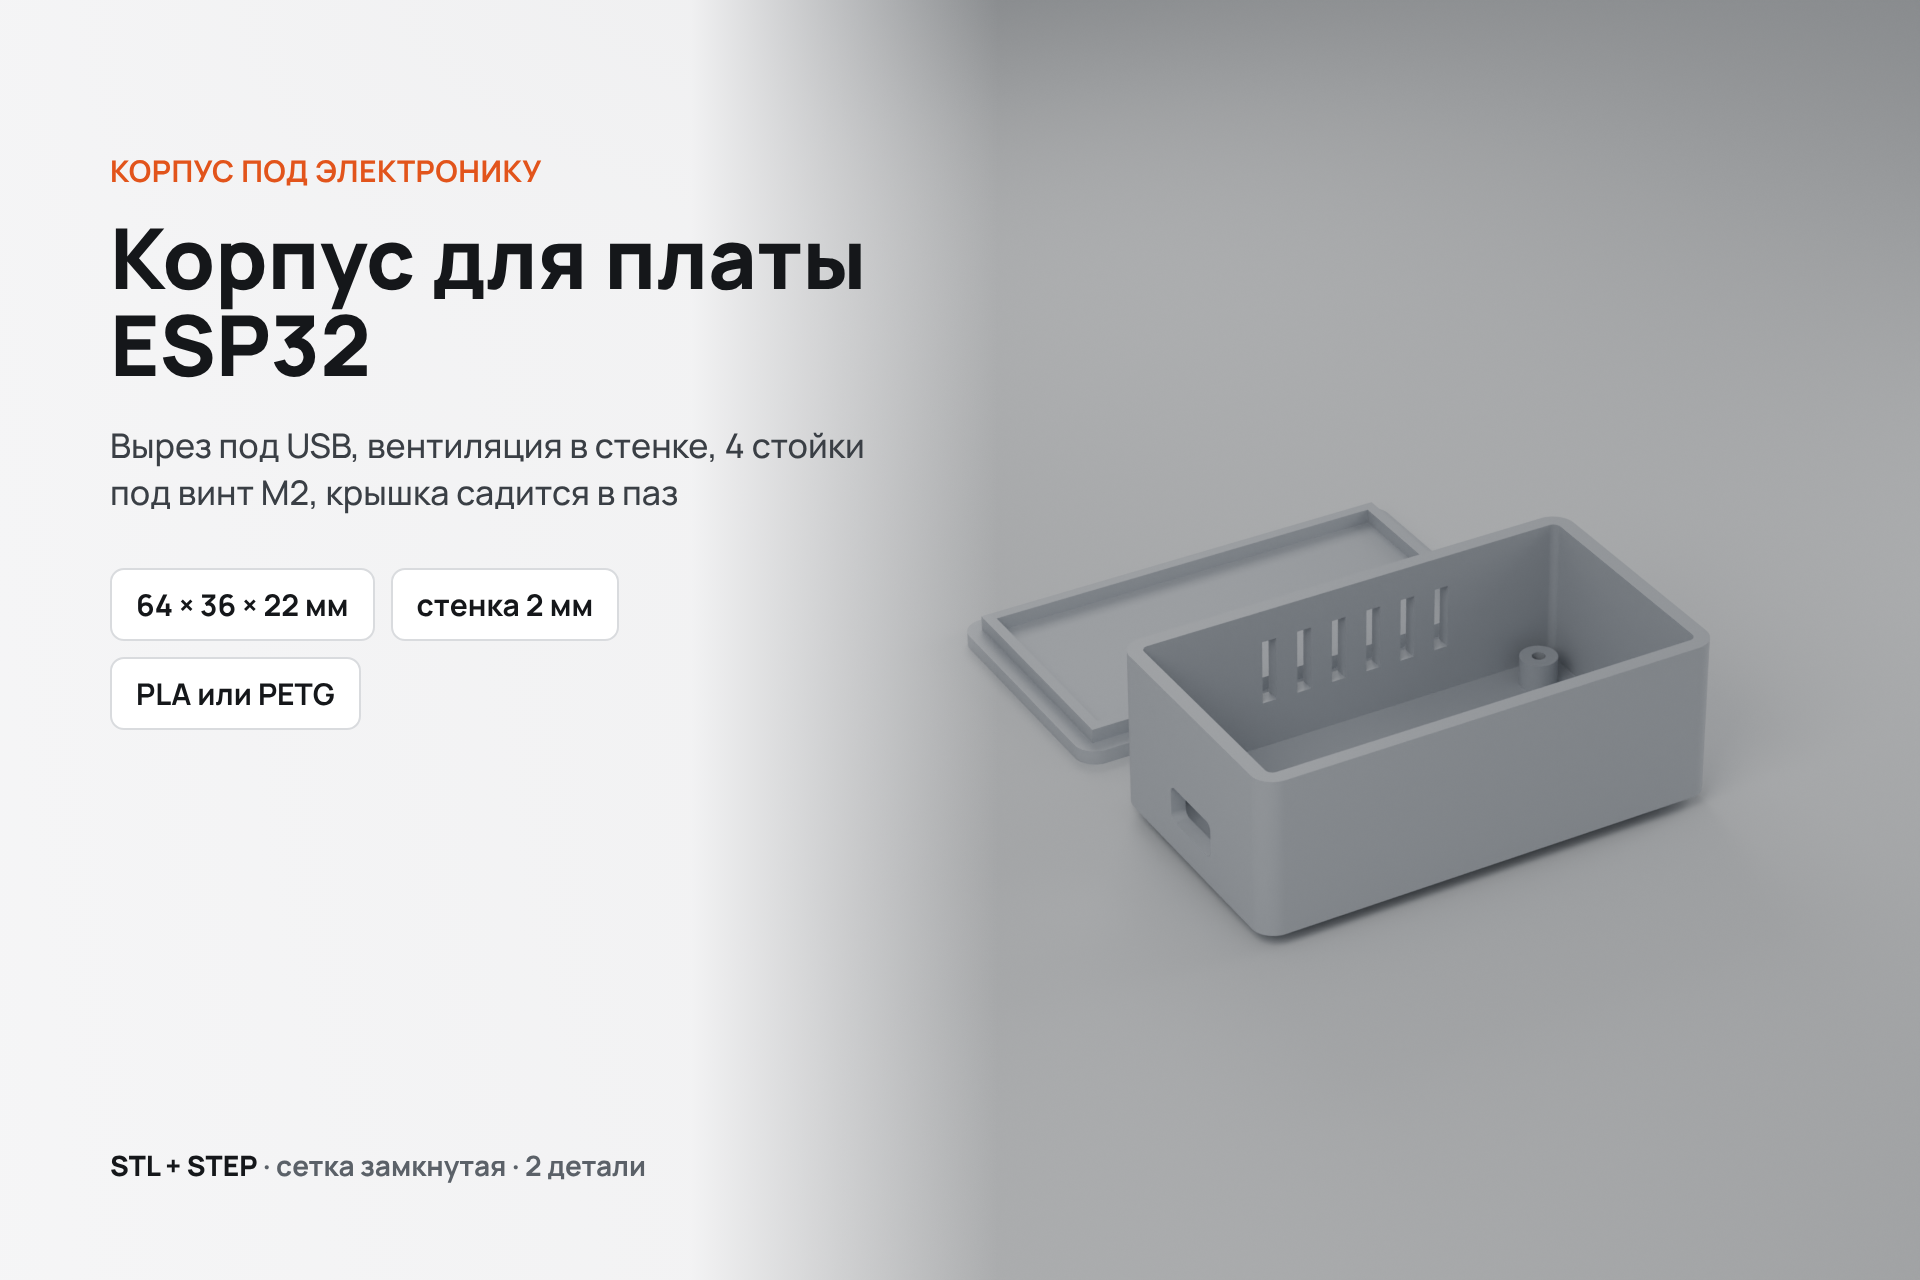 КОРПУС ПОД ЭЛЕКТРОНИКУ
Корпус для платы
ESP32
Вырез под USB, вентиляция в стенке, 4 стойки
под винт M2, крышка садится в паз
64 × 36 × 22 мм
стенка 2 мм
PLA или PETG
STL + STEP · сетка замкнутая · 2 детали